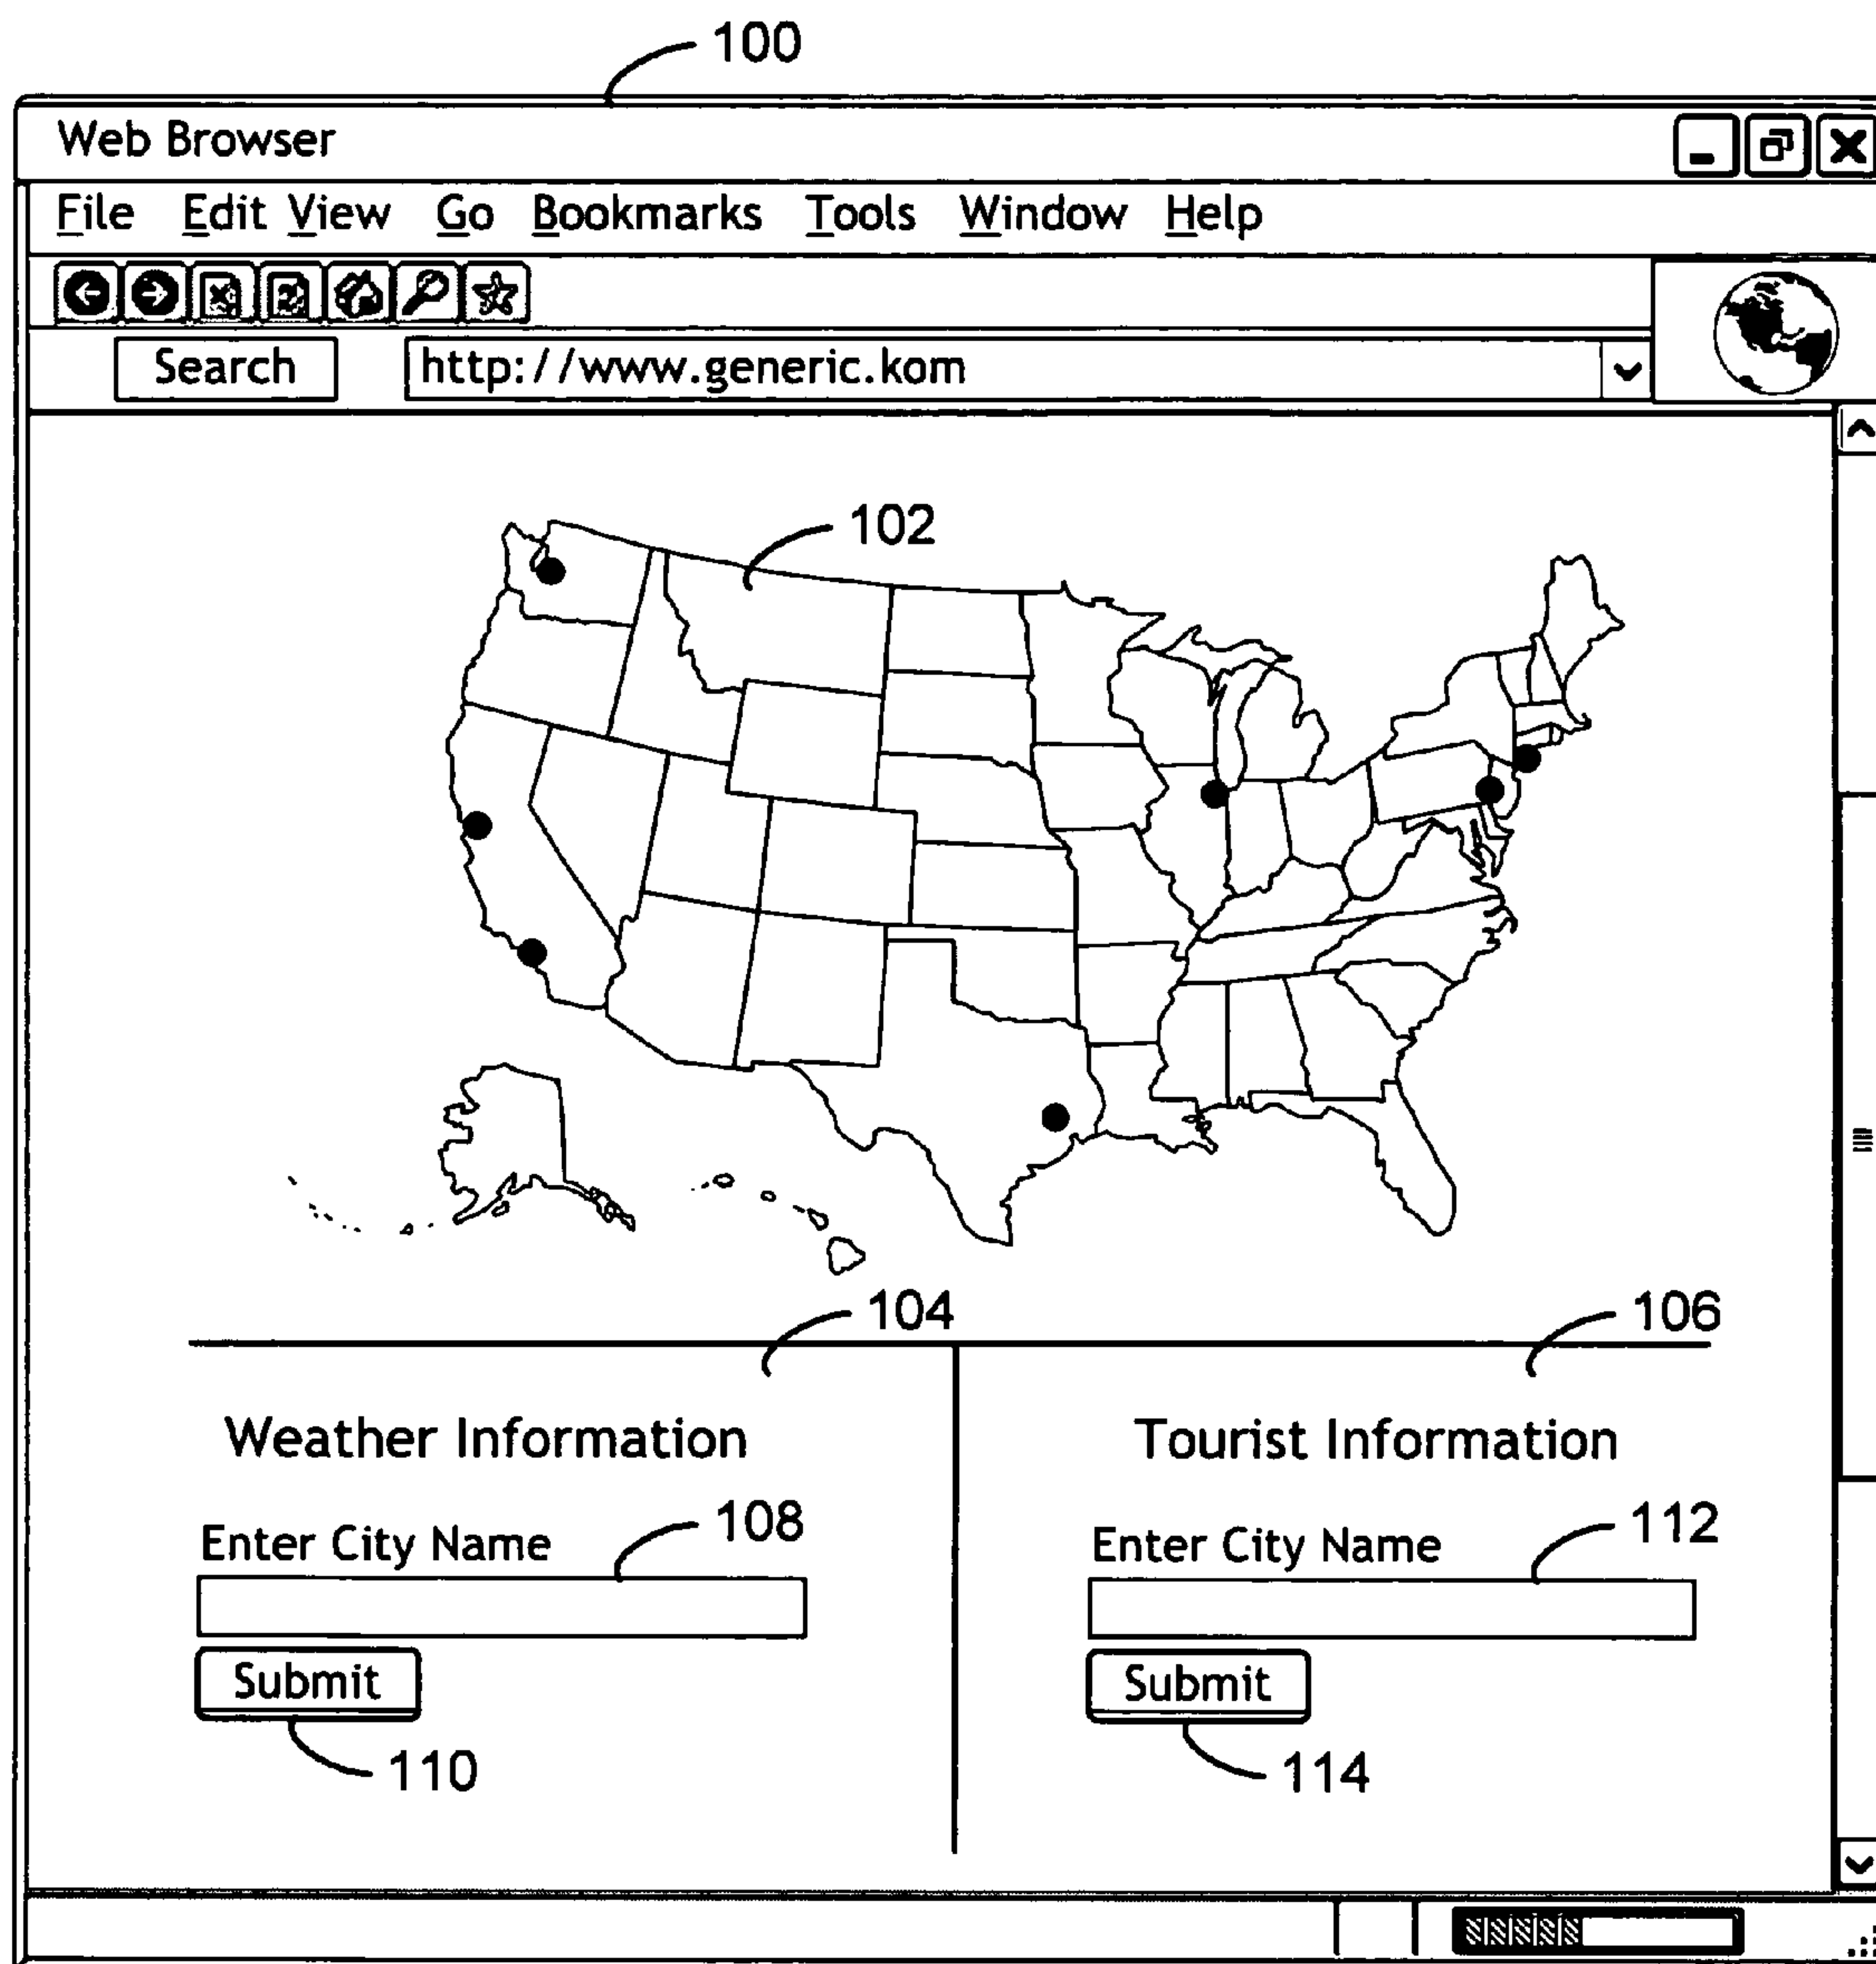 100
Web Browser
File Edit View Go Bookmarks Tools Window Help
Search http://www.generic.kom
102
104
106
Weather Information
Tourist Information
108
112
Enter City Name
Enter City Name
Submit
Submit
110
114